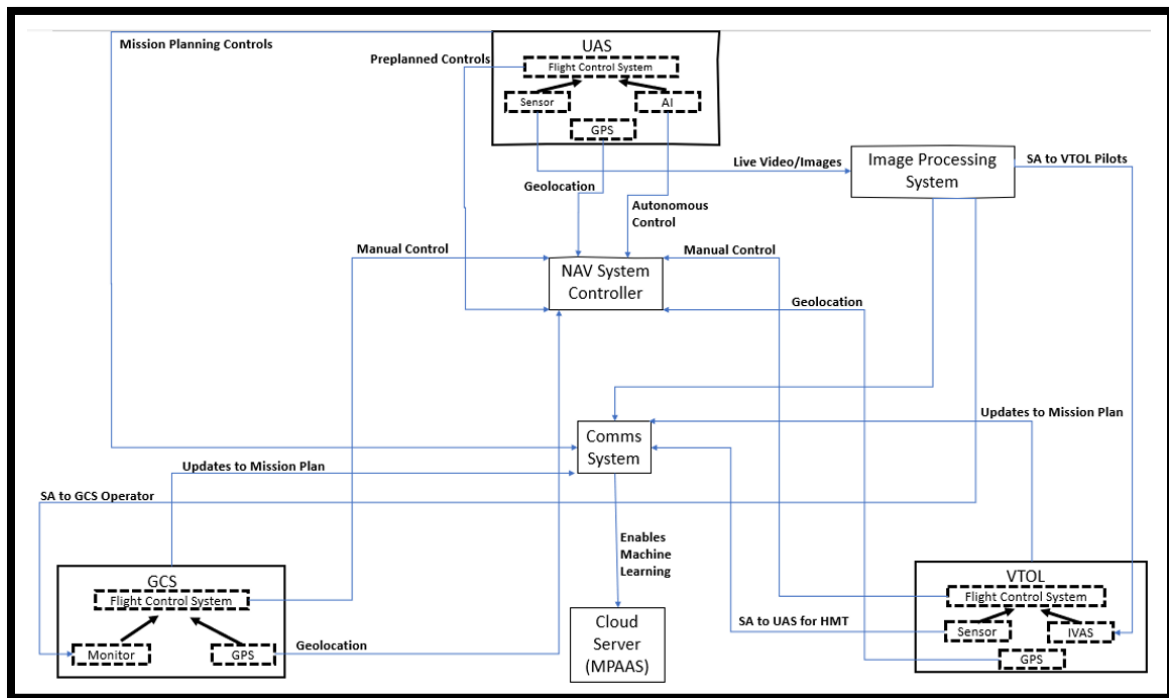 Mission Planning Controls
UAS
Preplanned Controls
Flight Control System
Sensor
AI
GPS
Live Video/Images
Image Processing
System
SA to VTOL Pilots
Geolocation
Autonomous
Control
Manual Control
Manual Control
NAV System
Controller
Geolocation
Updates to Mission Plan
Comms
System
Updates to Mission Plan
SA to GCS Operator
Enables
Machine
Learning
GCS
Flight Control System
Monitor
GPS
Geolocation
Cloud
Server
(MPAAS)
SA to UAS for HMT
VTOL
Flight Control System
Sensor
IVAS
GPS